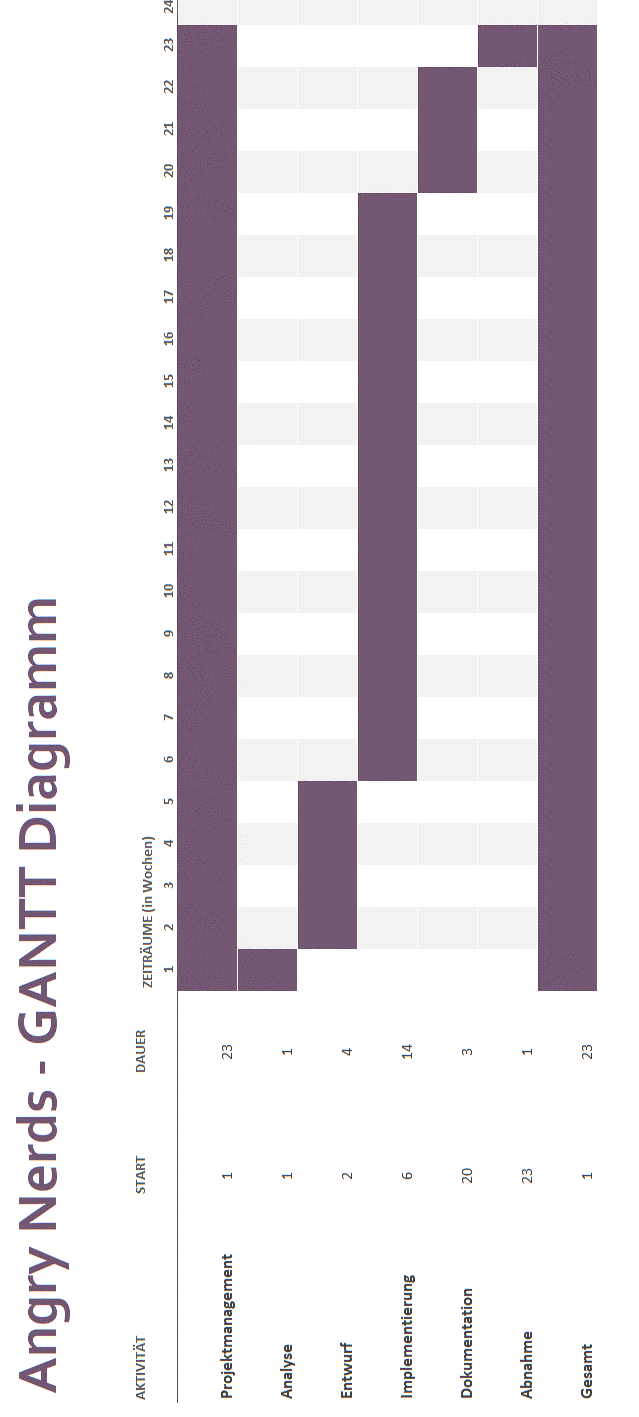 Angry Nerds - GANTT Diagramm
ZEITRÄUME (in Wochen)
AKTIVITÄT START DAUER 1 2 3 4 5 6 7 8 9 10 11 12 13 14 15 16 17 18 19 20 21 22 23 24
Projektmanagement 1 23
Analyse 1 1
Entwurf 2 4
Implementierung 6 14
Dokumentation 20 3
Abnahme 23 1
Gesamt 1 23